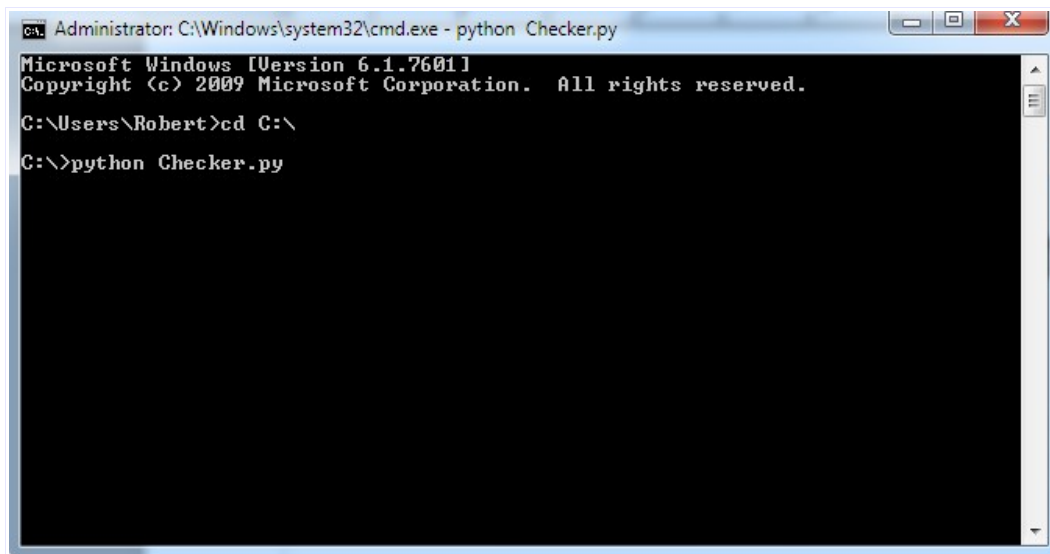 Administrator: C:\Windows\system32\cmd.exe - python  Checker.py
Microsoft Windows [Version 6.1.7601]
Copyright (c) 2009 Microsoft Corporation.  All rights reserved.
C:\Users\Robert>cd C:\
C:\>python Checker.py